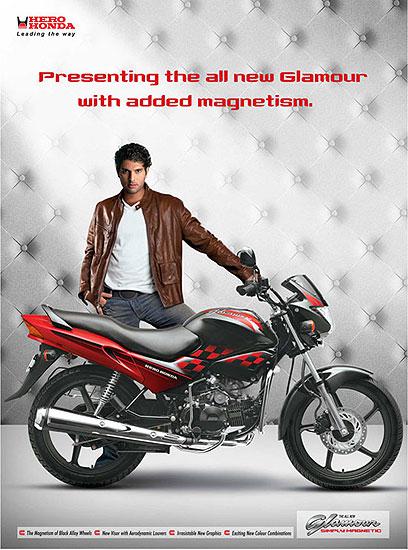 HERO
HONDA
Leading the way
Presenting the all new Glamour
with added magnetism.
Glamour
HERO HONDA
The Magnetism of Black Alloy Wheels
New Visor with Aerodynamic Louvers
Irresistable New Graphics
Exciting New Colour Combinations
THE ALL NEW
Glamour
SIMPLY MAGNETIC